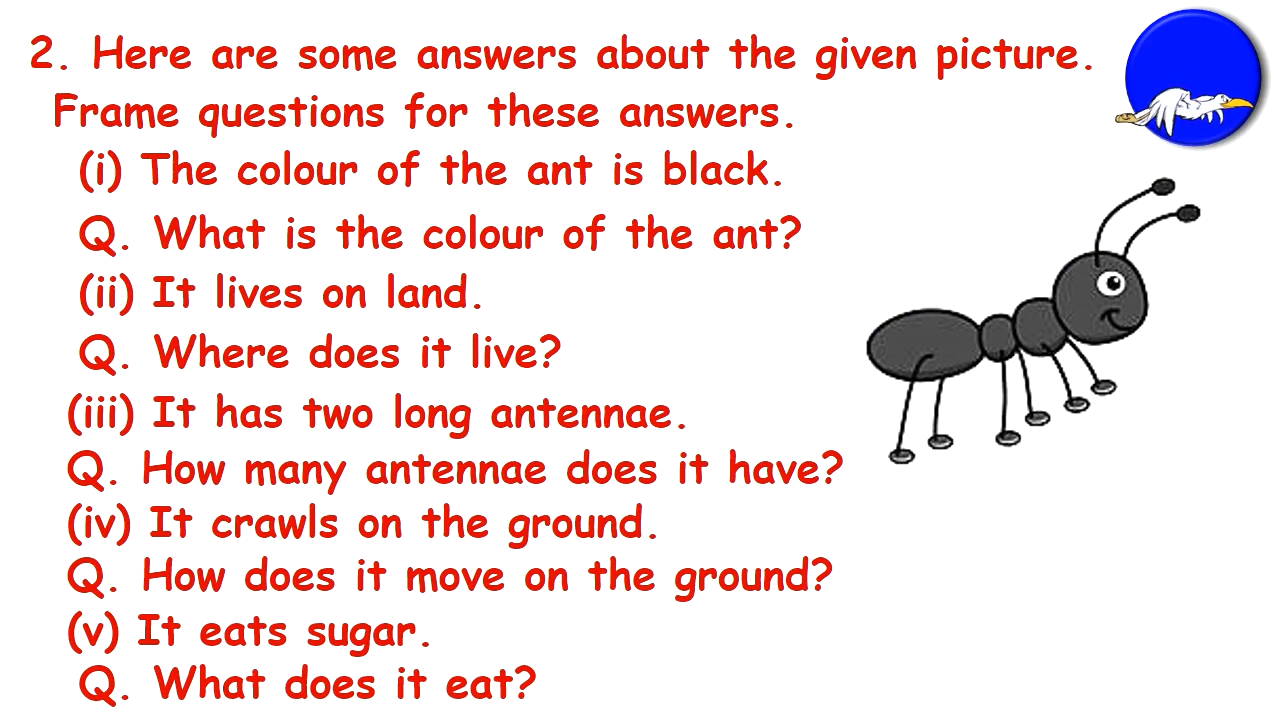 2. Here are some answers about the given picture.
Frame questions for these answers.
(i) The colour of the ant is black.
Q. What is the colour of the ant?
(ii) It lives on land.
Q. Where does it live?
(iii) It has two long antennae.
Q. How many antennae does it have?
(iv) It crawls on the ground.
Q. How does it move on the ground?
(v) It eats sugar.
Q. What does it eat?